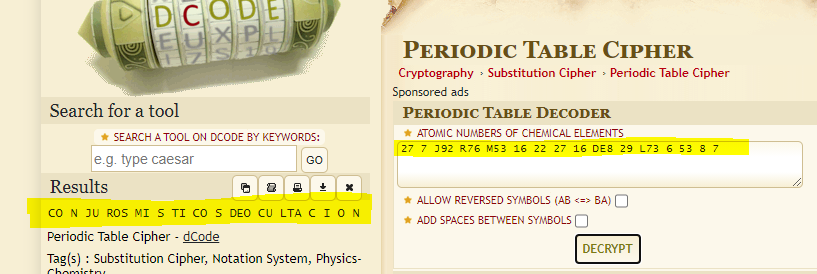 DCODE
EUXPL
Search for a tool
★ SEARCH A TOOL ON DCODE BY KEYWORDS:
e.g. type caesar
GO
Results
CO N JU ROS MI S TI CO S DEO CU LTA C I O N
Periodic Table Cipher - dCode
Tag(s) : Substitution Cipher, Notation System, Physics-
Chemistry
PERIODIC TABLE CIPHER
Cryptography › Substitution Cipher › Periodic Table Cipher
Sponsored ads
PERIODIC TABLE DECODER
★ ATOMIC NUMBERS OF CHEMICAL ELEMENTS
27 7 J92 R76 M53 16 22 27 16 DE8 29 L73 6 53 8 7
★ ALLOW REVERSED SYMBOLS (AB <=> BA)
★ ADD SPACES BETWEEN SYMBOLS
DECRYPT